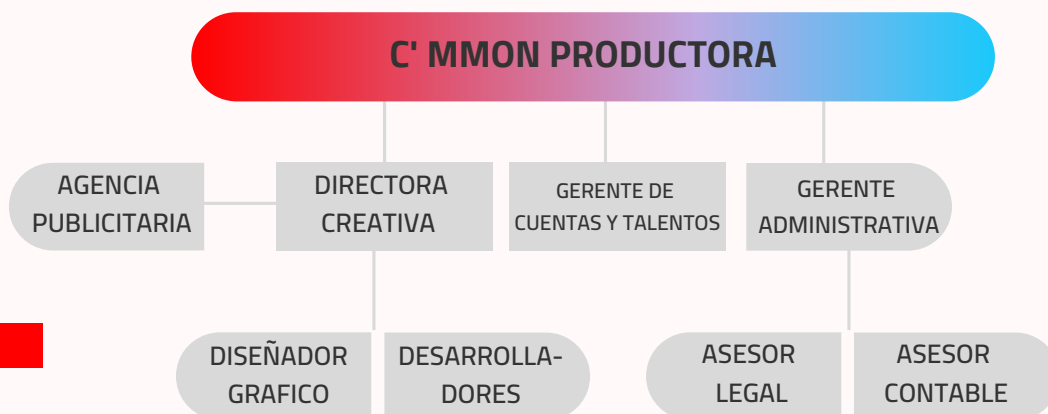 C' MMON PRODUCTORA
AGENCIA
PUBLICITARIA
DIRECTORA
CREATIVA
GERENTE DE
CUENTAS Y TALENTOS
GERENTE
ADMINISTRATIVA
DISEÑADOR
GRAFICO
DESARROLLA-
DORES
ASESOR
LEGAL
ASESOR
CONTABLE